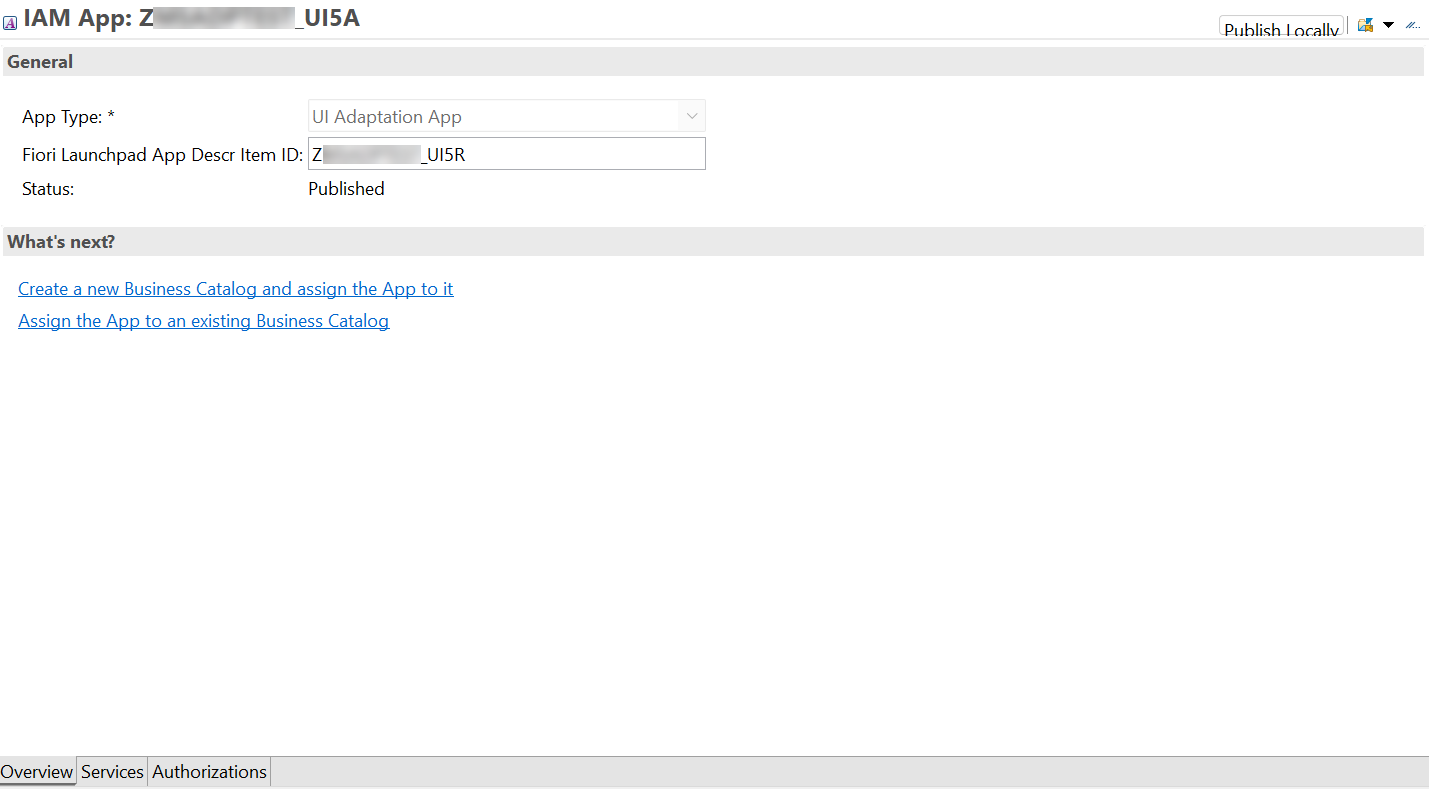 IAM App: Z _UI5A
Publish Locally
General
App Type: *
UI Adaptation App
Fiori Launchpad App Descr Item ID:
Z _UI5R
Status:
Published
What's next?
Create a new Business Catalog and assign the App to it
Assign the App to an existing Business Catalog
Overview Services Authorizations